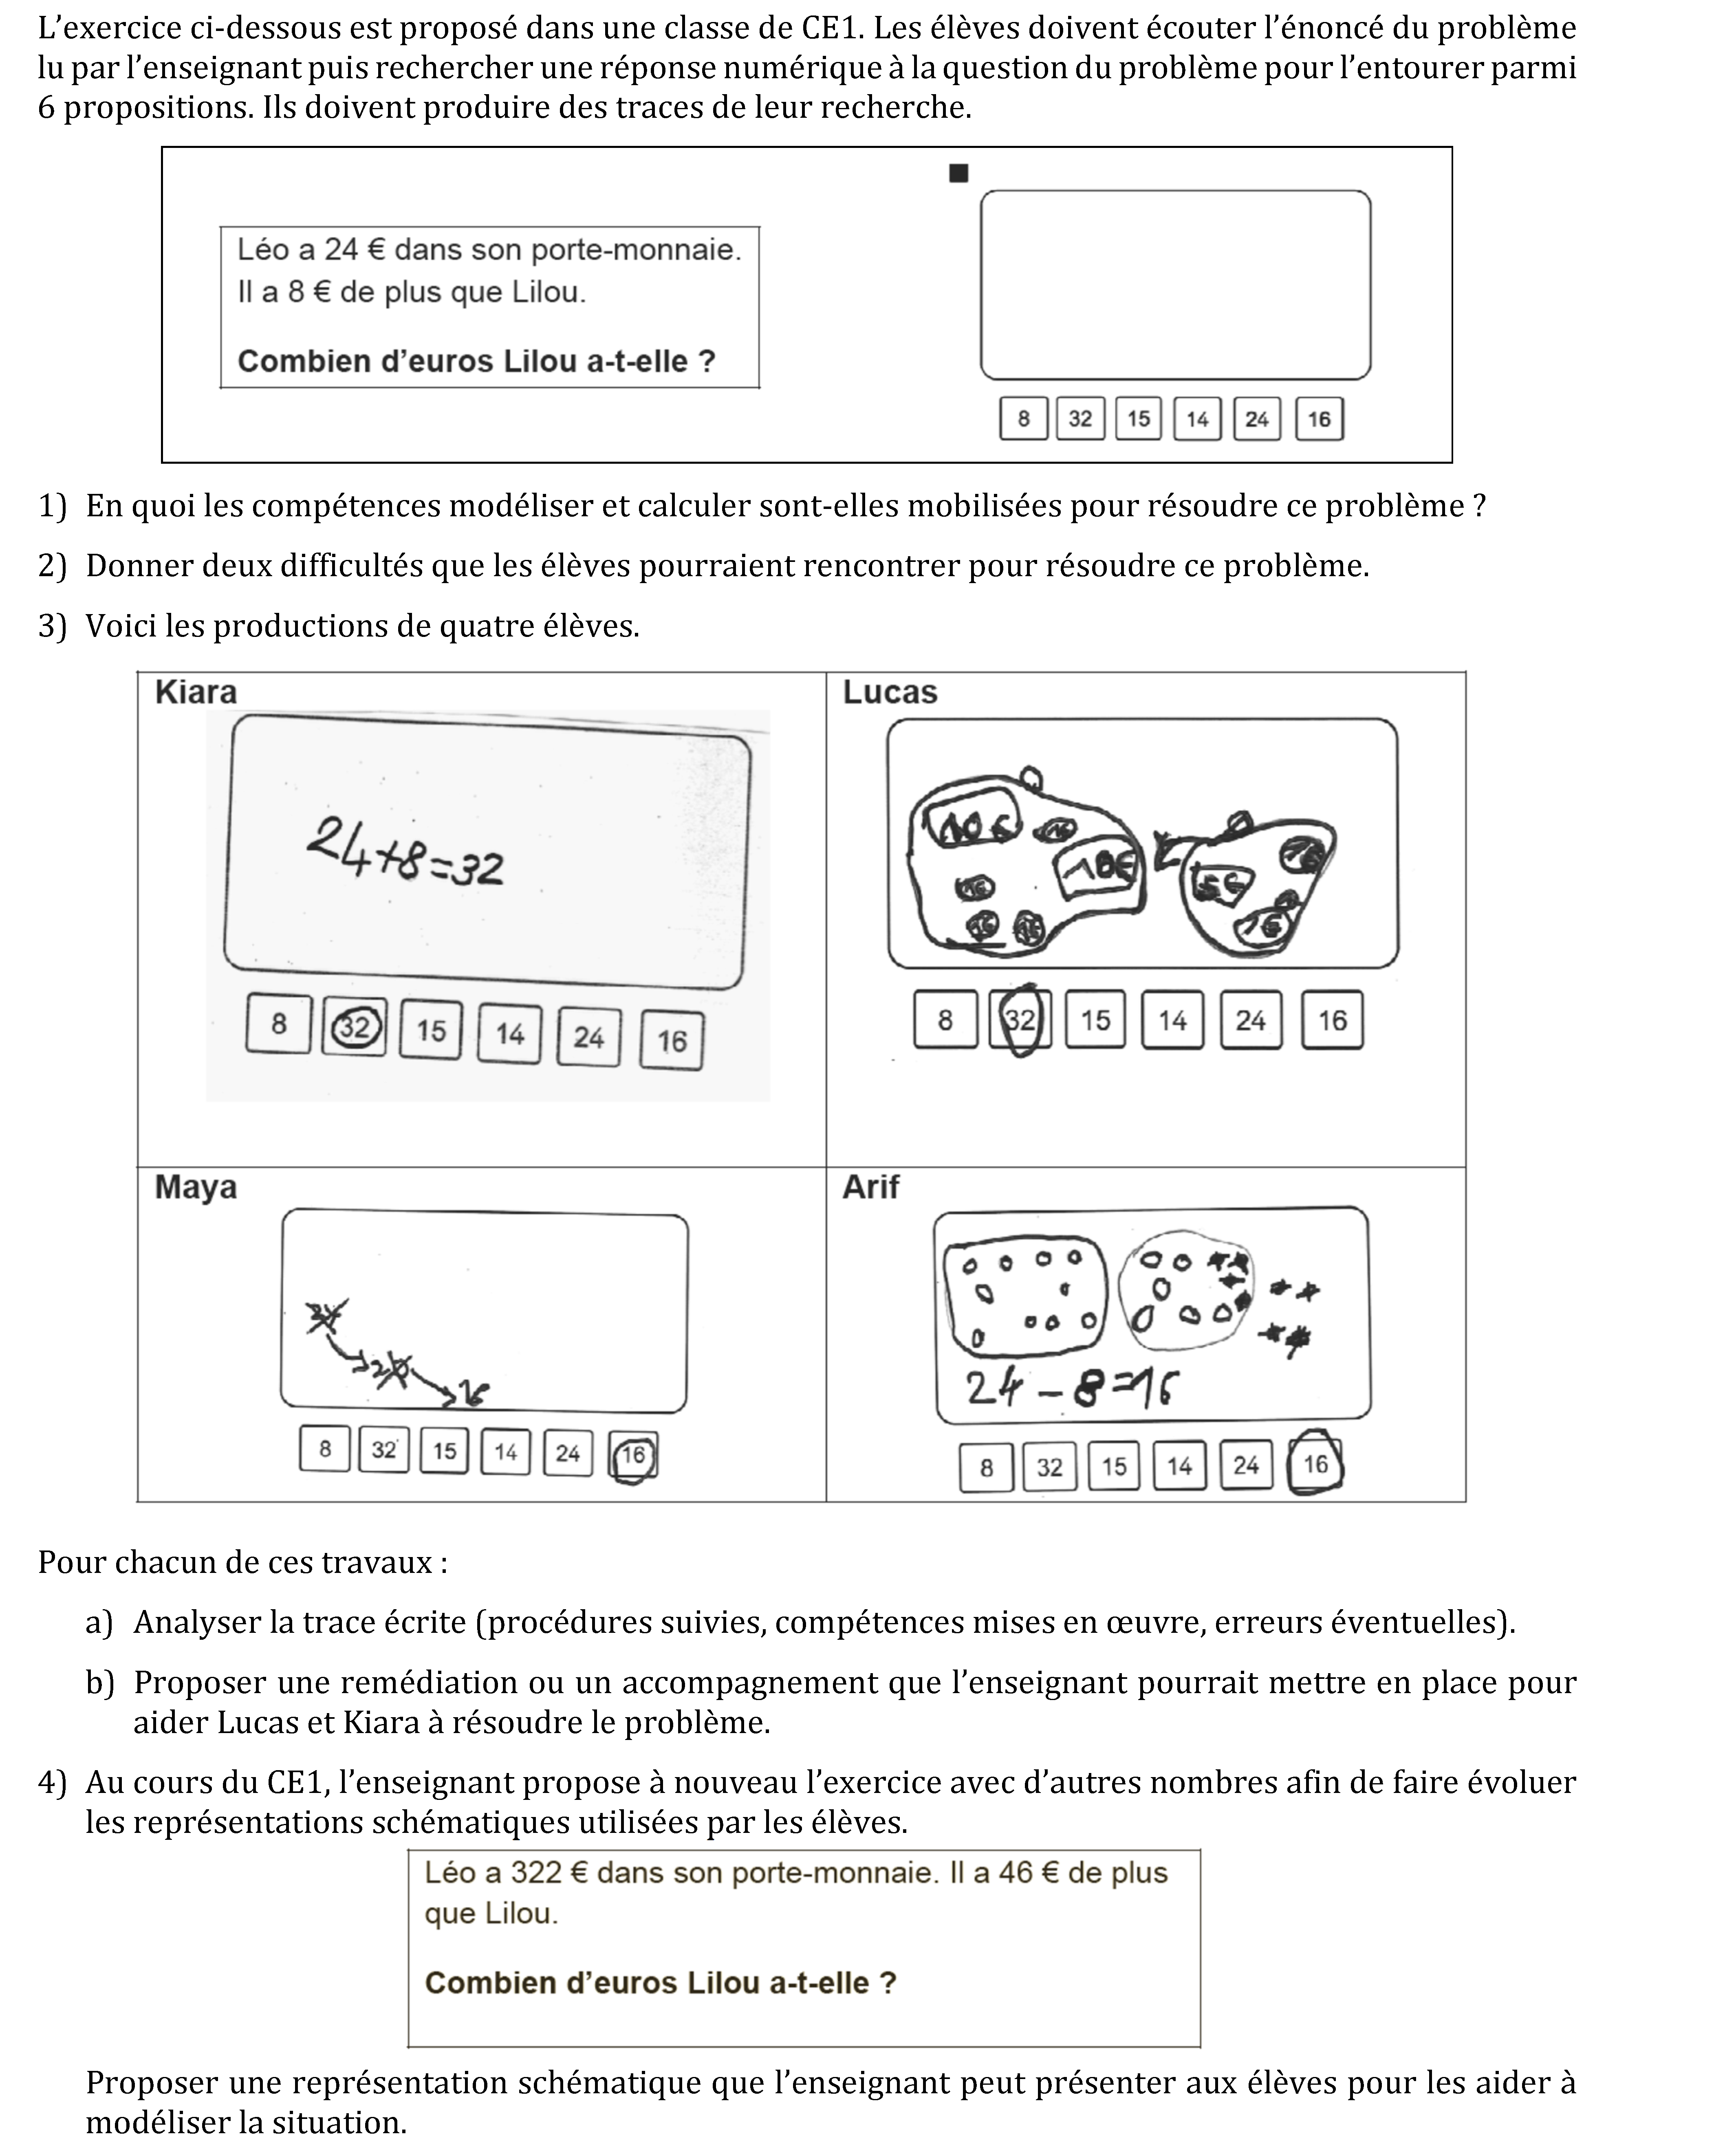 L’exercice ci-dessous est proposé dans une classe de CE1. Les élèves doivent écouter l’énoncé du problème
lu par l’enseignant puis rechercher une réponse numérique à la question du problème pour l’entourer parmi
6 propositions. Ils doivent produire des traces de leur recherche.
Léo a 24 € dans son porte-monnaie.
Il a 8 € de plus que Lilou.
Combien d’euros Lilou a-t-elle ?
8 32 15 14 24 16
1) En quoi les compétences modéliser et calculer sont-elles mobilisées pour résoudre ce problème ?
2) Donner deux difficultés que les élèves pourraient rencontrer pour résoudre ce problème.
3) Voici les productions de quatre élèves.
Kiara
24+8=32
8 32 15 14 24 16
Lucas
10€ 1€ 10€
1€ 5€
1€
8 32 15 14 24 16
Maya
24
20
16
8 32 15 14 24 16
Arif
24-8=16
8 32 15 14 24 16
Pour chacun de ces travaux :
a) Analyser la trace écrite (procédures suivies, compétences mises en œuvre, erreurs éventuelles).
b) Proposer une remédiation ou un accompagnement que l’enseignant pourrait mettre en place pour
aider Lucas et Kiara à résoudre le problème.
4) Au cours du CE1, l’enseignant propose à nouveau l’exercice avec d’autres nombres afin de faire évoluer
les représentations schématiques utilisées par les élèves.
Léo a 322 € dans son porte-monnaie. Il a 46 € de plus
que Lilou.
Combien d’euros Lilou a-t-elle ?
Proposer une représentation schématique que l’enseignant peut présenter aux élèves pour les aider à
modéliser la situation.